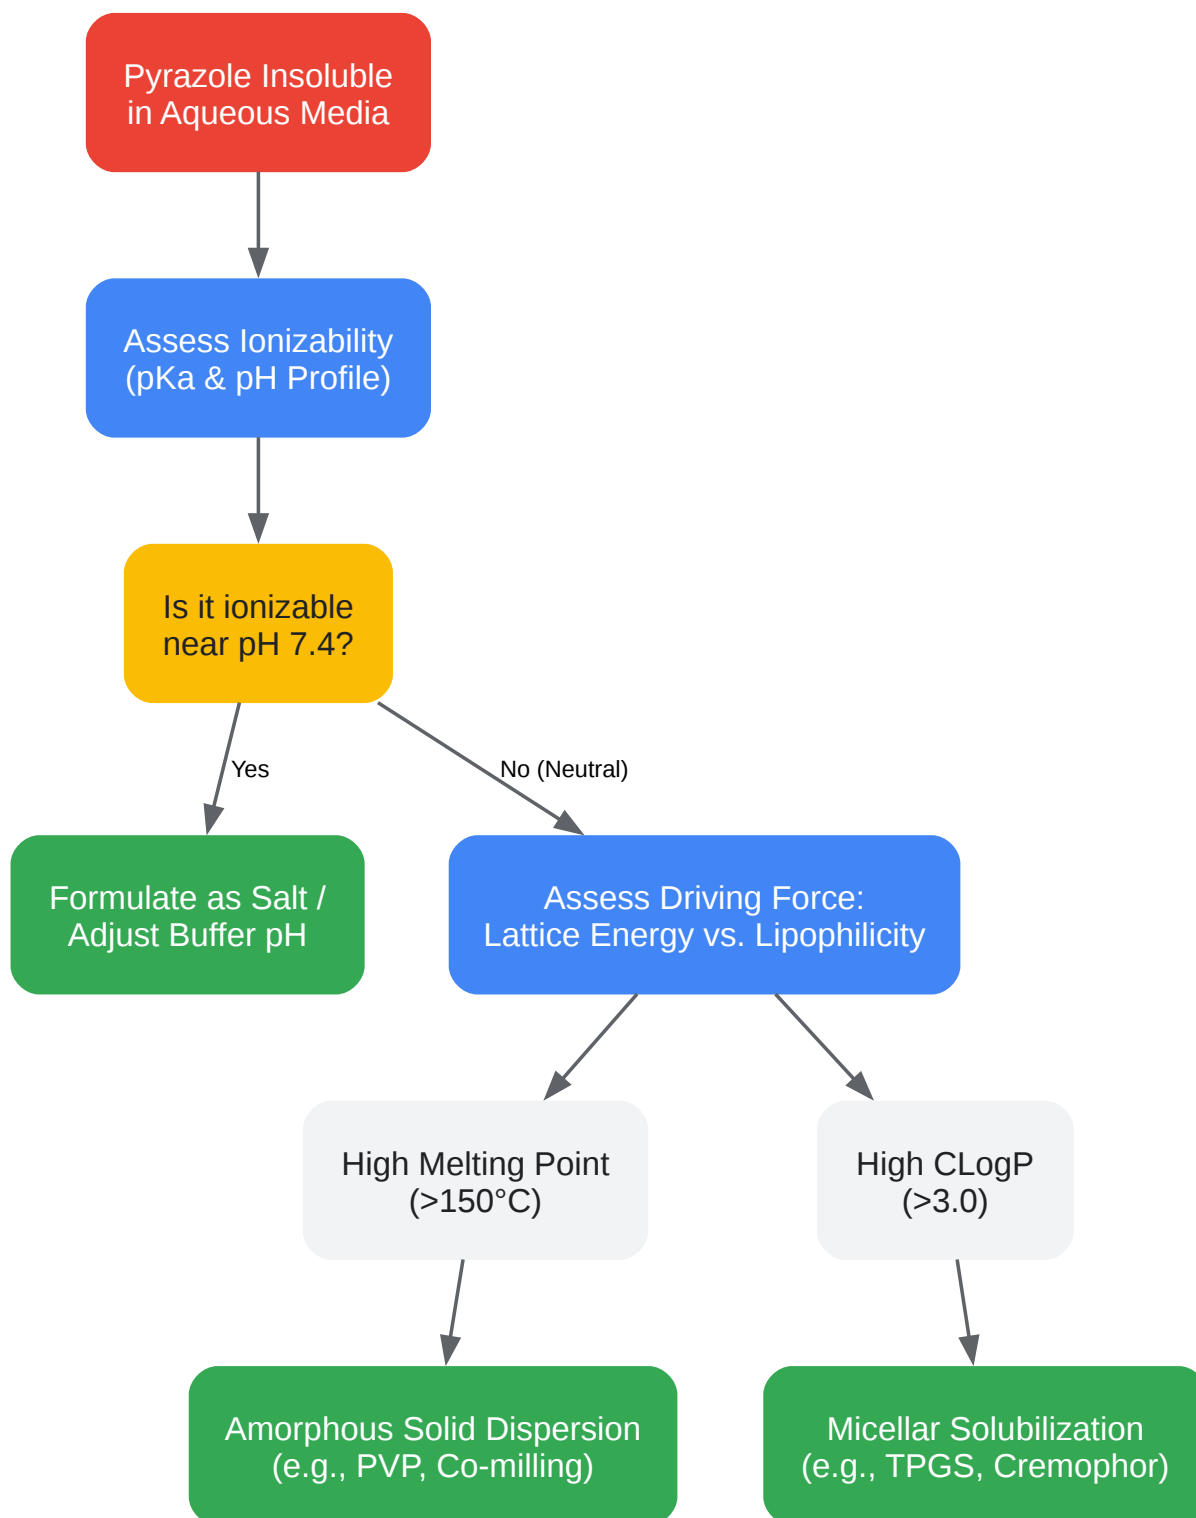 Pyrazole Insoluble
in Aqueous Media
Assess Ionizability
(pKa & pH Profile)
Is it ionizable
near pH 7.4?
Yes
No (Neutral)
Formulate as Salt /
Adjust Buffer pH
Assess Driving Force:
Lattice Energy vs. Lipophilicity
High Melting Point
(>150°C)
High CLogP
(>3.0)
Amorphous Solid Dispersion
(e.g., PVP, Co-milling)
Micellar Solubilization
(e.g., TPGS, Cremophor)